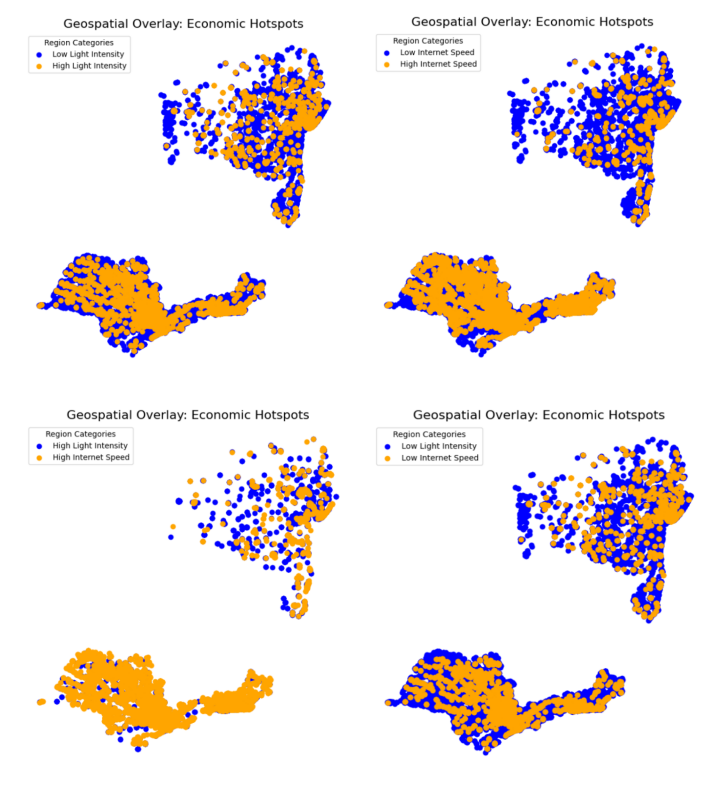 Geospatial Overlay: Economic Hotspots
Region Categories
Low Light Intensity
High Light Intensity
Geospatial Overlay: Economic Hotspots
Region Categories
Low Internet Speed
High Internet Speed
Geospatial Overlay: Economic Hotspots
Region Categories
High Light Intensity
High Internet Speed
Geospatial Overlay: Economic Hotspots
Region Categories
Low Light Intensity
Low Internet Speed